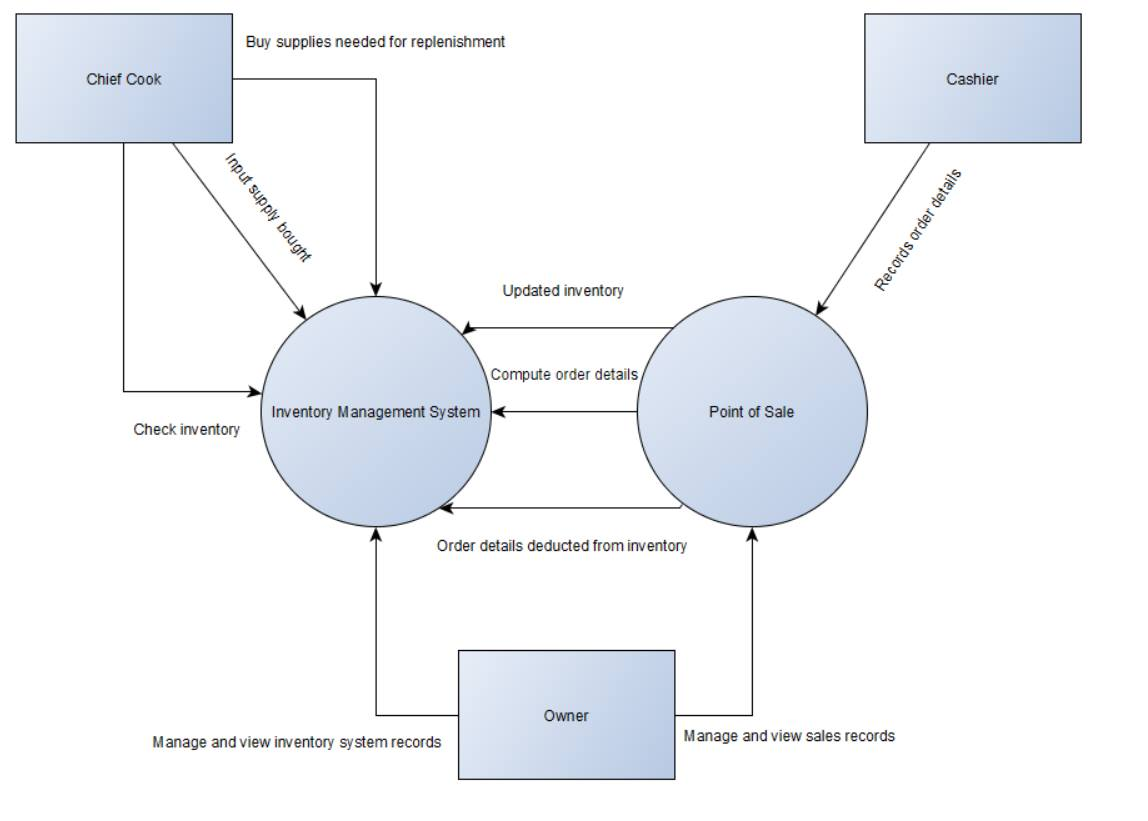 Buy supplies needed for replenishment
Chief Cook
Cashier
Input supply bought
Records order details
Updated inventory
Compute order details
Inventory Management System
Point of Sale
Check inventory
Order details deducted from inventory
Owner
Manage and view inventory system records
Manage and view sales records